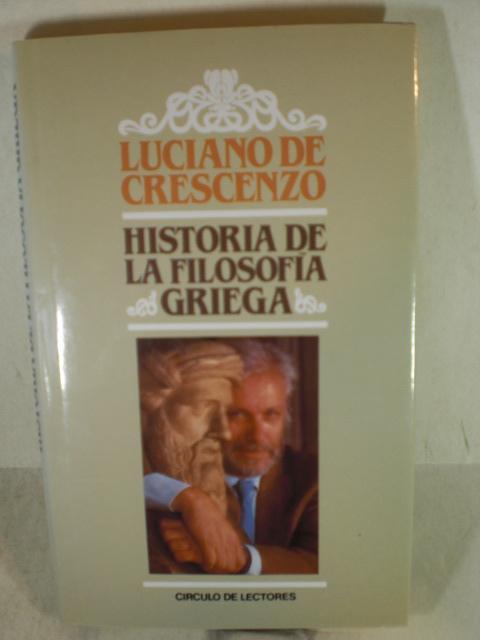 LUCIANO DE
CRESCENZO
HISTORIA DE
LA FILOSOFÍA
GRIEGA
CIRCULO DE LECTORES